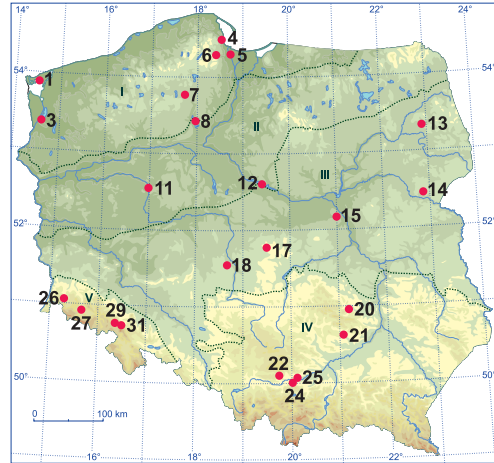 14° 16° 18° 20° 22° 24°
4
54° 6 5 54°
1
I 7
3 8 13
II
III
11 12 14
15
52° 52°
17
18
26 V
27 29 20
31 IV 21
22 25
50° 24 50°
0 100 km
14° 16° 18° 20° 22°